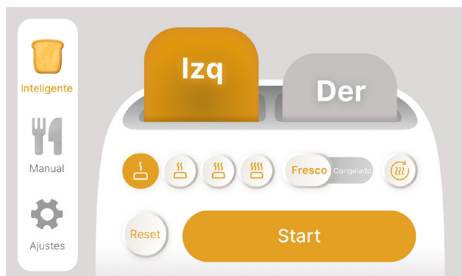 Inteligente
Manual
Ajustes
Izq
Der
Fresco
Congelado
Reset
Start